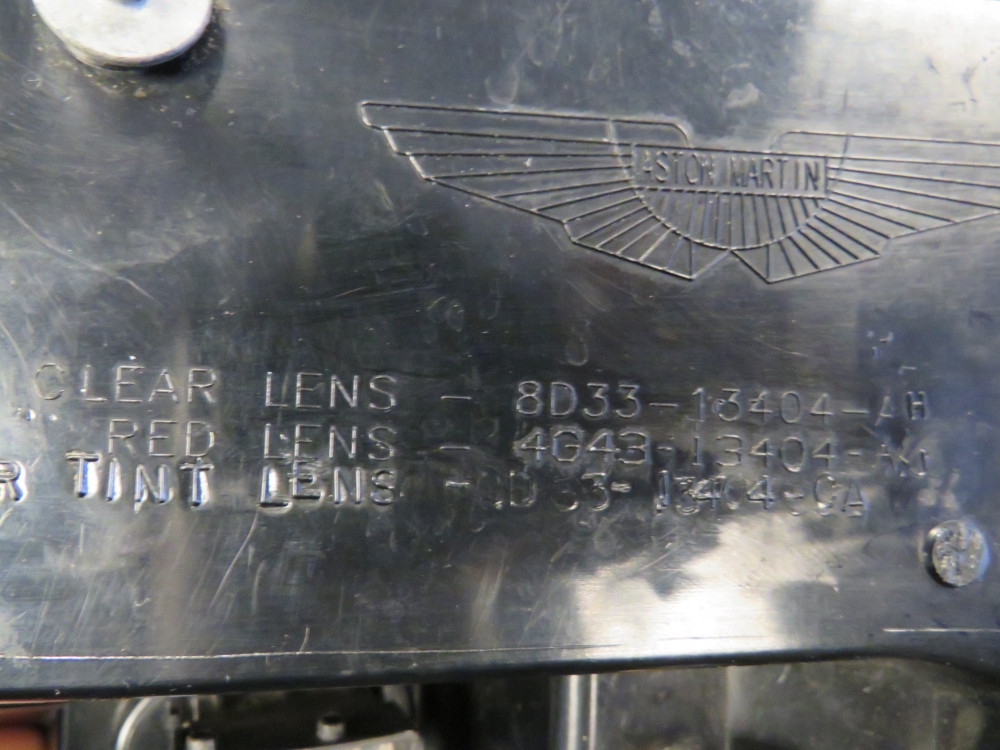 ASTON MARTIN
CLEAR LENS - 8D33-13404-AH
RED LENS - 4G43-13404-
TINT LENS